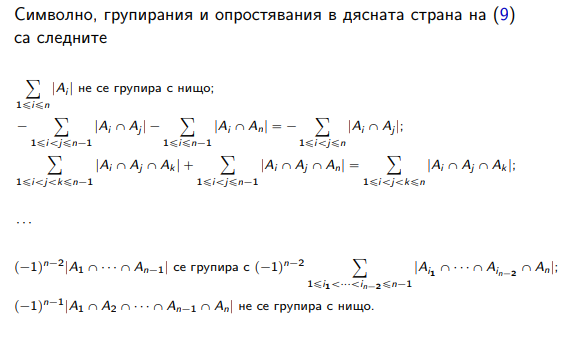 Символно, групирания и опростявания в дясната страна на (9)
са следните
∑_{1⩽i⩽n} |A_i| не се групира с нищо;
− ∑_{1⩽i<j⩽n−1} |A_i ∩ A_j| − ∑_{1⩽i⩽n−1} |A_i ∩ A_n| = − ∑_{1⩽i<j⩽n} |A_i ∩ A_j|;
∑_{1⩽i<j<k⩽n−1} |A_i ∩ A_j ∩ A_k| + ∑_{1⩽i<j⩽n−1} |A_i ∩ A_j ∩ A_n| = ∑_{1⩽i<j<k⩽n} |A_i ∩ A_j ∩ A_k|;
...
(−1)^{n−2}|A_1 ∩ ⋯ ∩ A_{n−1}| се групира с (−1)^{n−2} ∑_{1⩽i_1<⋯<i_{n−2}⩽n−1} |A_{i_1} ∩ ⋯ ∩ A_{i_{n−2}} ∩ A_n|;
(−1)^{n−1}|A_1 ∩ A_2 ∩ ⋯ ∩ A_{n−1} ∩ A_n| не се групира с нищо.